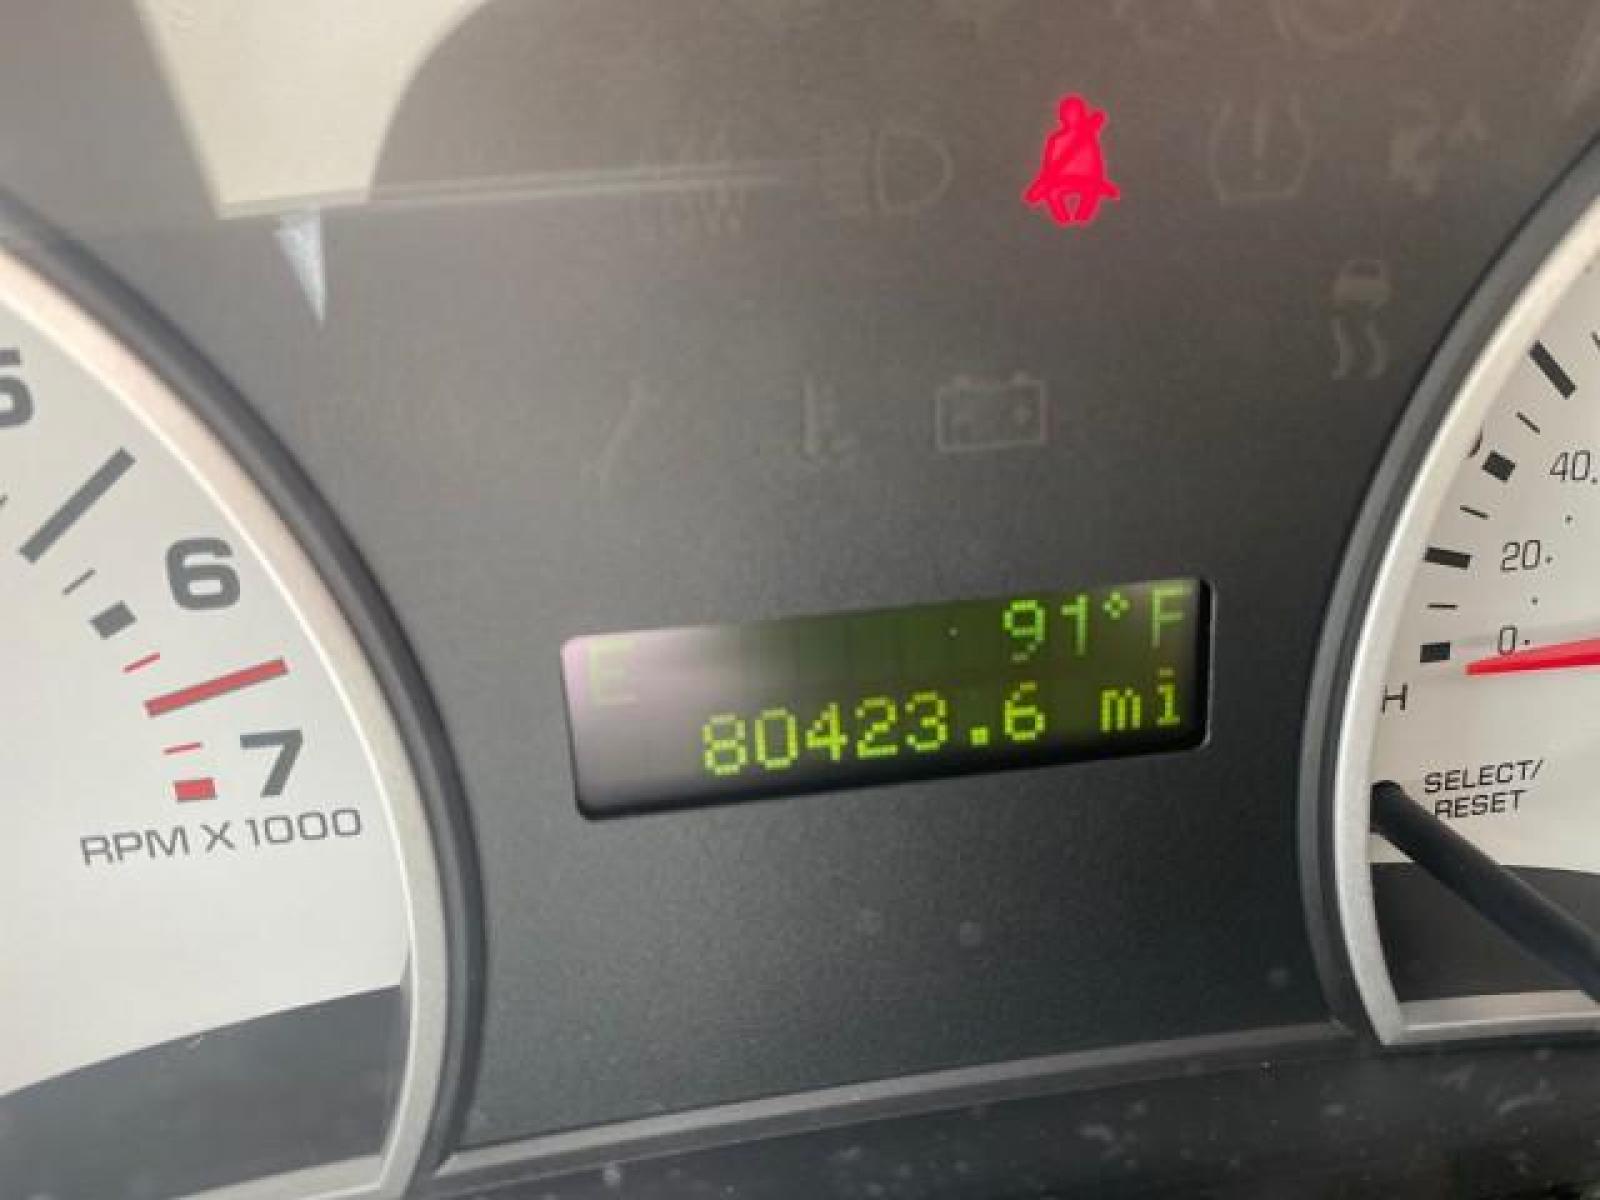 5
6
7
RPM X 1000
E 91°F
80423.6 mi
40
20
0
H
SELECT/
RESET